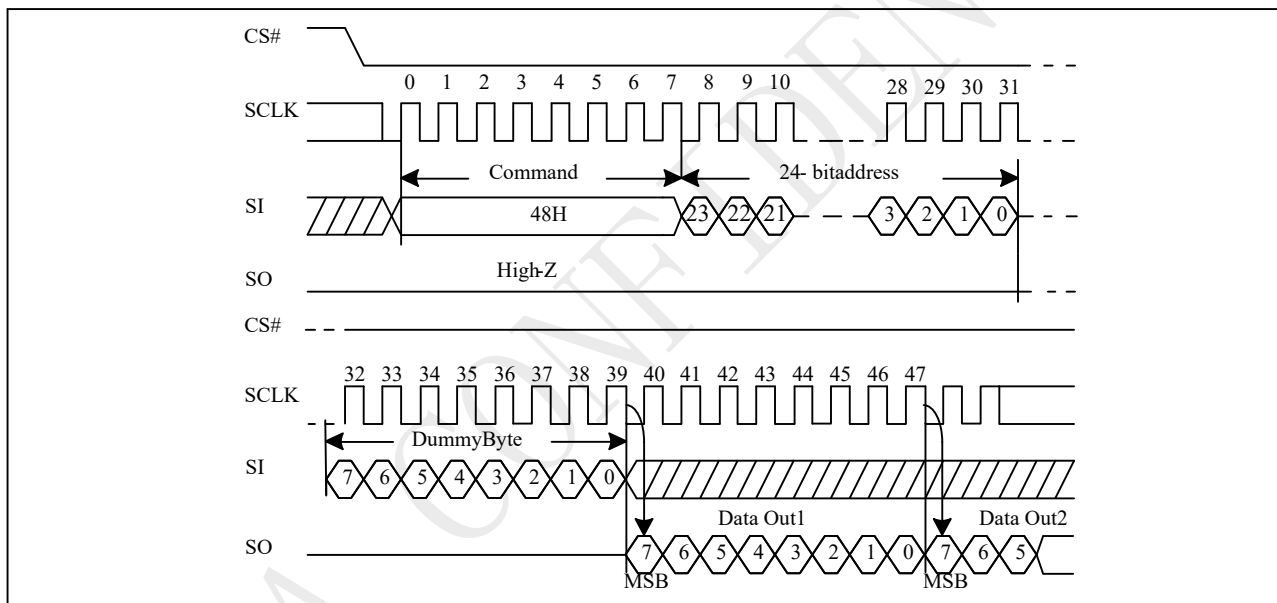 CS#
0 1 2 3 4 5 6 7 8 9 10 28 29 30 31
SCLK
Command 24- bitaddress
SI 48H 23 22 21 3 2 1 0
High-Z
SO
CS#
32 33 34 35 36 37 38 39 40 41 42 43 44 45 46 47
SCLK
DummyByte
SI 7 6 5 4 3 2 1 0
Data Out1 Data Out2
SO 7 6 5 4 3 2 1 0 7 6 5
MSB MSB